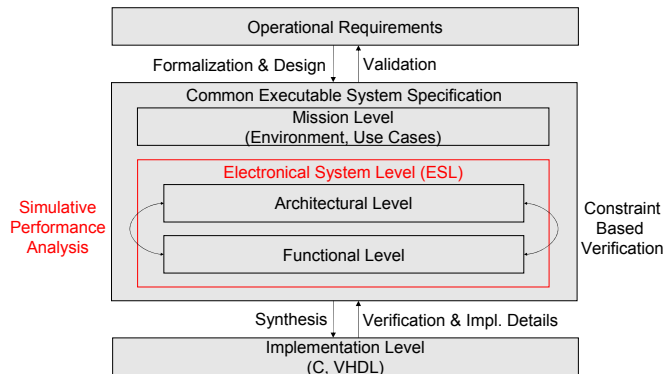 Operational Requirements
Formalization & Design
Validation
Common Executable System Specification
Mission Level
(Environment, Use Cases)
Electronical System Level (ESL)
Architectural Level
Functional Level
Simulative
Performance
Analysis
Constraint
Based
Verification
Synthesis
Verification & Impl. Details
Implementation Level
(C, VHDL)